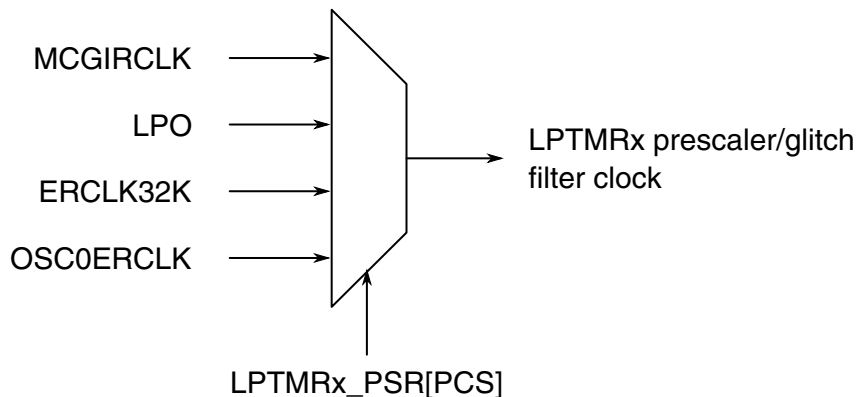 MCGIRCLK
LPO
ERCLK32K
OSC0ERCLK
LPTMRx prescaler/glitch
filter clock
LPTMRx_PSR[PCS]